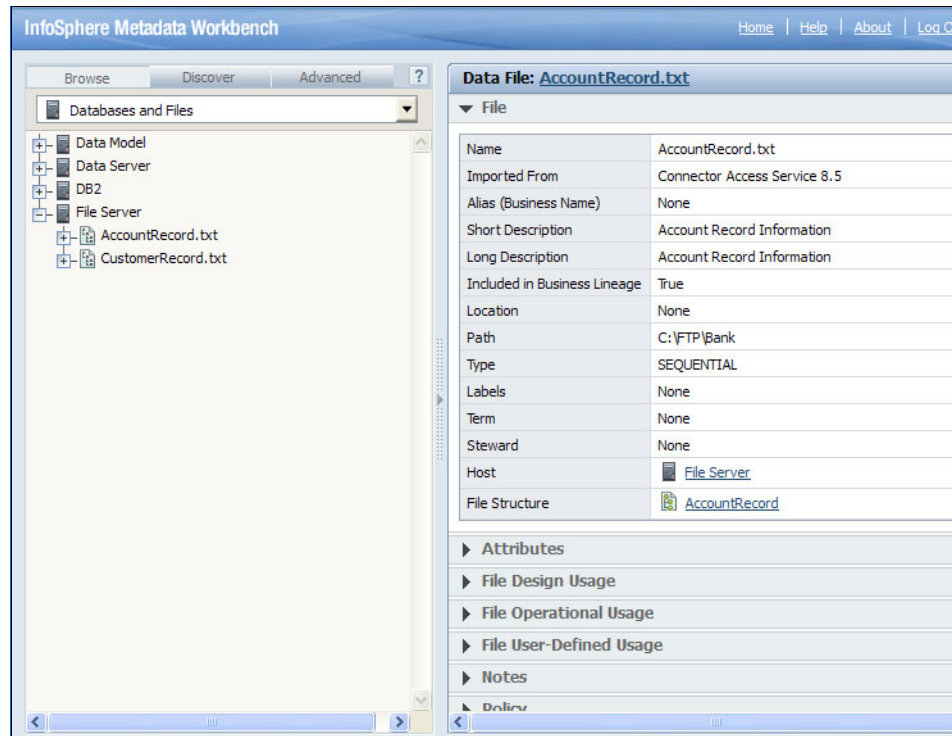 InfoSphere Metadata Workbench
Home | Help | About | Log O
Browse Discover Advanced ?
Databases and Files
Data Model
Data Server
DB2
File Server
AccountRecord.txt
CustomerRecord.txt
Data File: AccountRecord.txt
File
Name AccountRecord.txt
Imported From Connector Access Service 8.5
Alias (Business Name) None
Short Description Account Record Information
Long Description Account Record Information
Included in Business Lineage True
Location None
Path C:\FTP\Bank
Type SEQUENTIAL
Labels None
Term None
Steward None
Host File Server
File Structure AccountRecord
Attributes
File Design Usage
File Operational Usage
File User-Defined Usage
Notes
Policy